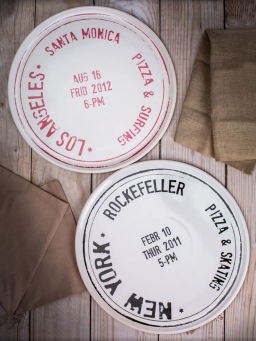 SANTA MONICA
PIZZA & SURFING
*LOS ANGELES*
AUG 16
FRID 2012
6-PM
ROCKEFELLER
PIZZA & SKATING
NEW YORK
FEBR 10
THUR 2011
5-PM